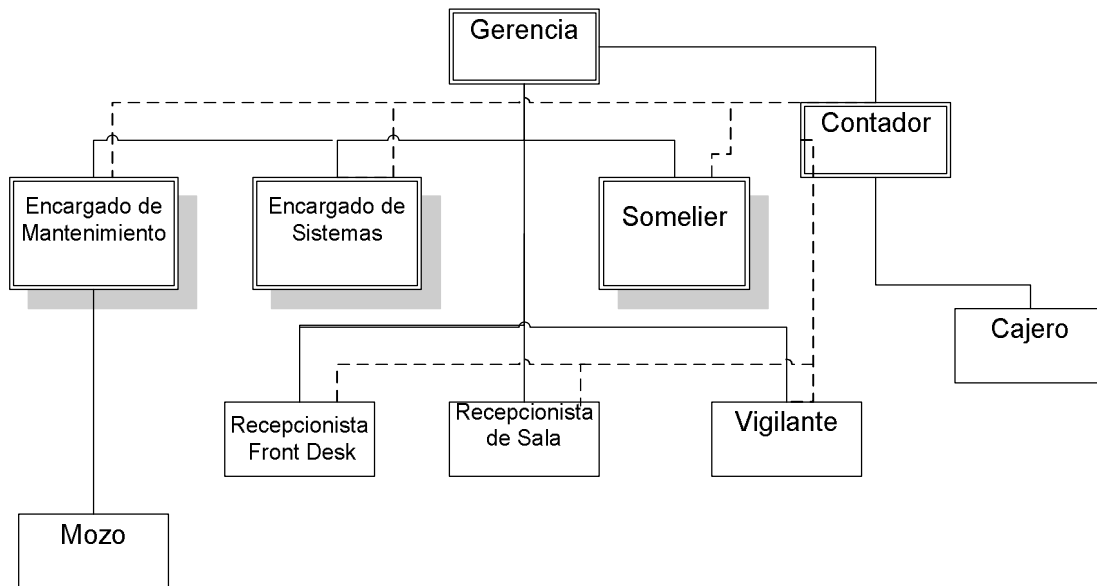 Gerencia
Contador
Encargado de
Mantenimiento
Encargado de
Sistemas
Somelier
Cajero
Recepcionista
Front Desk
Recepcionista
de Sala
Vigilante
Mozo